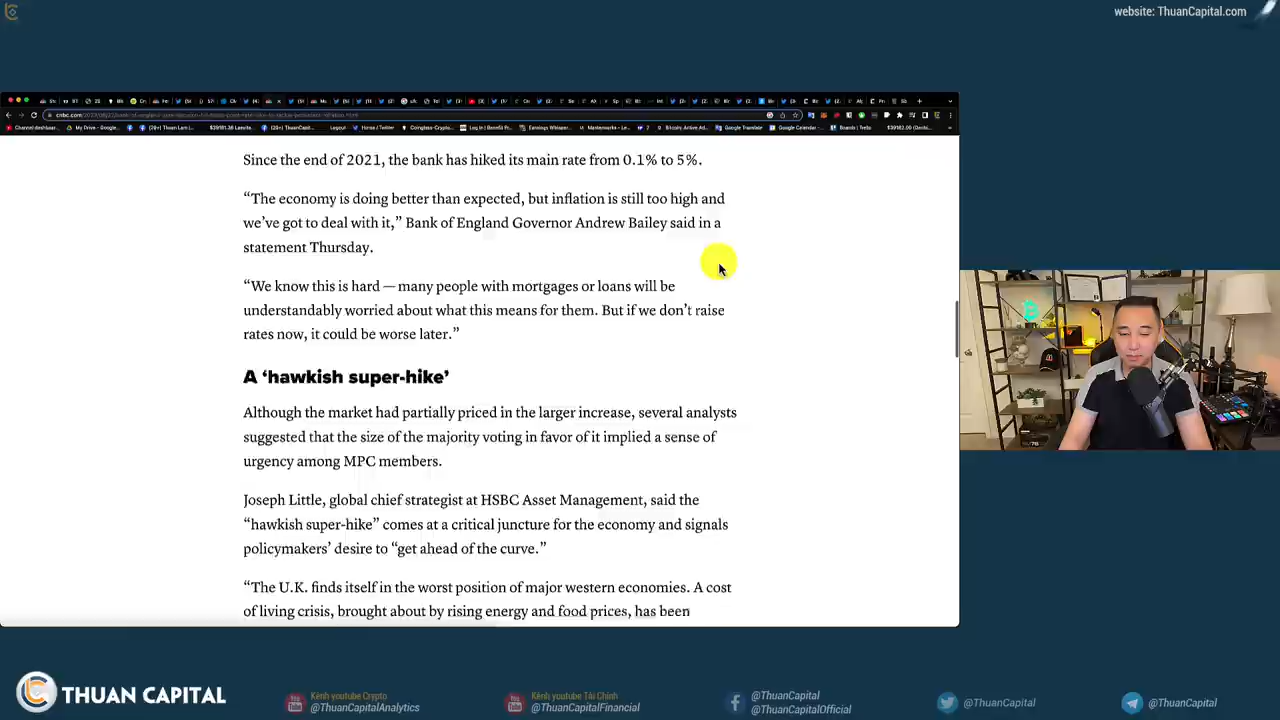 website: ThuanCapital.com
Since the end of 2021, the bank has hiked its main rate from 0.1% to 5%.
“The economy is doing better than expected, but inflation is still too high and
we’ve got to deal with it,” Bank of England Governor Andrew Bailey said in a
statement Thursday.
“We know this is hard — many people with mortgages or loans will be
understandably worried about what this means for them. But if we don’t raise
rates now, it could be worse later.”
A ‘hawkish super-hike’
Although the market had partially priced in the larger increase, several analysts
suggested that the size of the majority voting in favor of it implied a sense of
urgency among MPC members.
Joseph Little, global chief strategist at HSBC Asset Management, said the
“hawkish super-hike” comes at a critical juncture for the economy and signals
policymakers’ desire to “get ahead of the curve.”
“The U.K. finds itself in the worst position of major western economies. A cost
of living crisis, brought about by rising energy and food prices, has been
THUAN CAPITAL
Kênh youtube Crypto
@ThuanCapitalAnalytics
Kênh youtube Tài Chính
@ThuanCapitalFinancial
@ThuanCapital
@ThuanCapitalOfficial
@ThuanCapital
@ThuanCapital